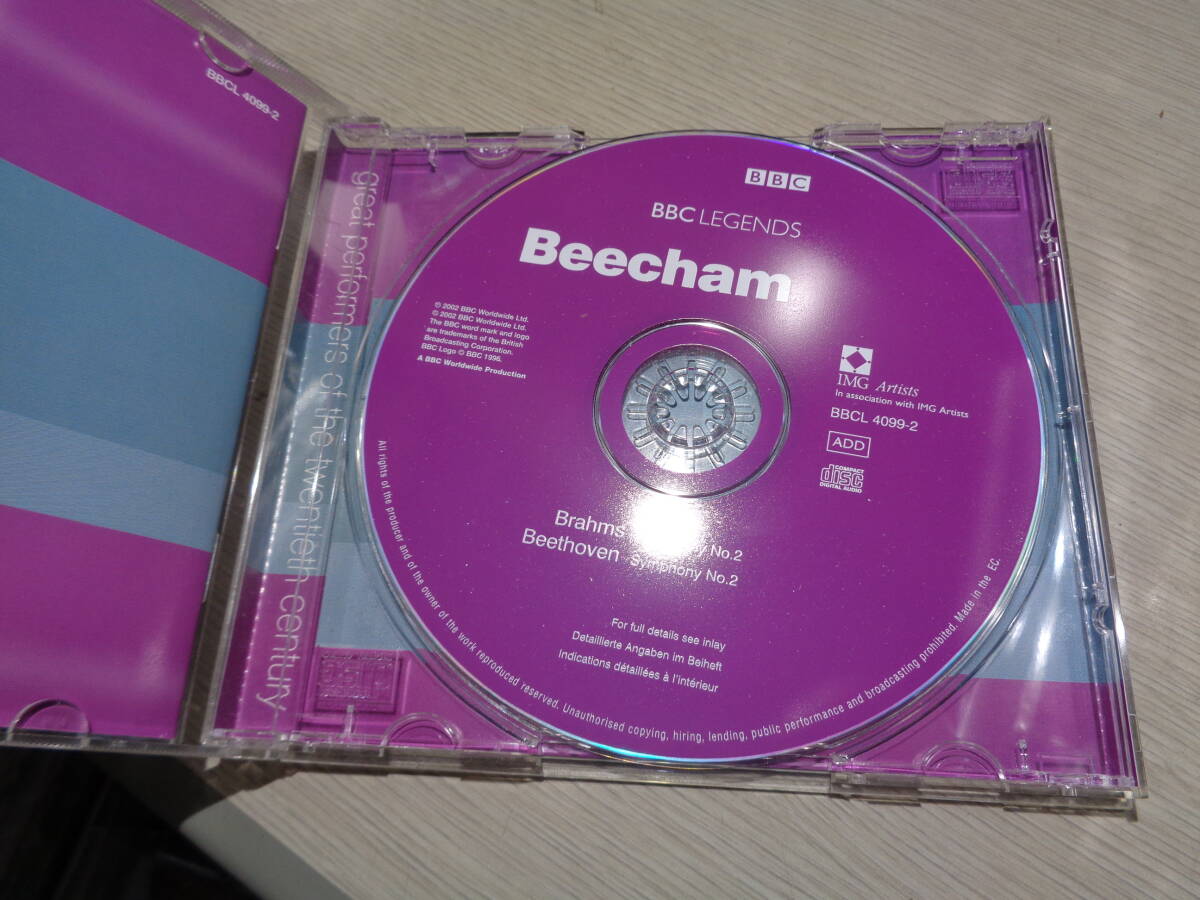 BBCL 4099-2
great performers of the twentieth century
BBC
BBC LEGENDS
Beecham
℗ 2002 BBC Worldwide Ltd.
© 2002 BBC Worldwide Ltd.
The BBC word mark and logo
are trademarks of the British
Broadcasting Corporation.
BBC Logo © BBC 1996.
A BBC Worldwide Production
IMG Artists
In association with IMG Artists
BBCL 4099-2
ADD
COMPACT
disc
DIGITAL AUDIO
Brahms No.2
Beethoven Symphony No.2
For full details see inlay
Detaillierte Angaben im Beiheft
Indications détaillées à l'intérieur
All rights of the producer and of the owner of the work reproduced reserved. Unauthorised copying, hiring, lending, public performance and broadcasting prohibited. Made in the EC.